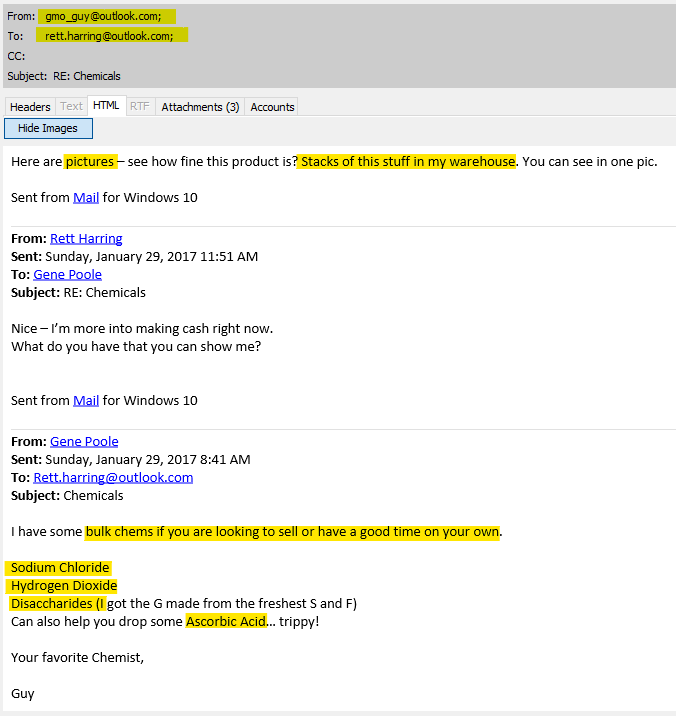 From: gmo_guy@outlook.com;
To: rett.harring@outlook.com;
CC:
Subject: RE: Chemicals
Headers Text HTML RTF Attachments (3) Accounts
Hide Images
Here are pictures – see how fine this product is? Stacks of this stuff in my warehouse. You can see in one pic.
Sent from Mail for Windows 10
From: Rett Harring
Sent: Sunday, January 29, 2017 11:51 AM
To: Gene Poole
Subject: RE: Chemicals
Nice – I'm more into making cash right now.
What do you have that you can show me?
Sent from Mail for Windows 10
From: Gene Poole
Sent: Sunday, January 29, 2017 8:41 AM
To: Rett.harring@outlook.com
Subject: Chemicals
I have some bulk chems if you are looking to sell or have a good time on your own.
Sodium Chloride
Hydrogen Dioxide
Disaccharides (I got the G made from the freshest S and F)
Can also help you drop some Ascorbic Acid... trippy!
Your favorite Chemist,
Guy